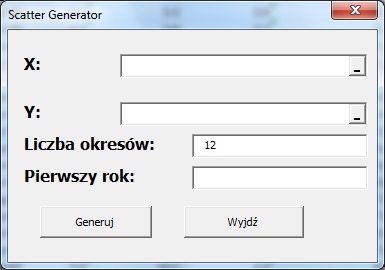 Scatter Generator
X:
Y:
Liczba okresów: 12
Pierwszy rok:
Generuj Wyjdź